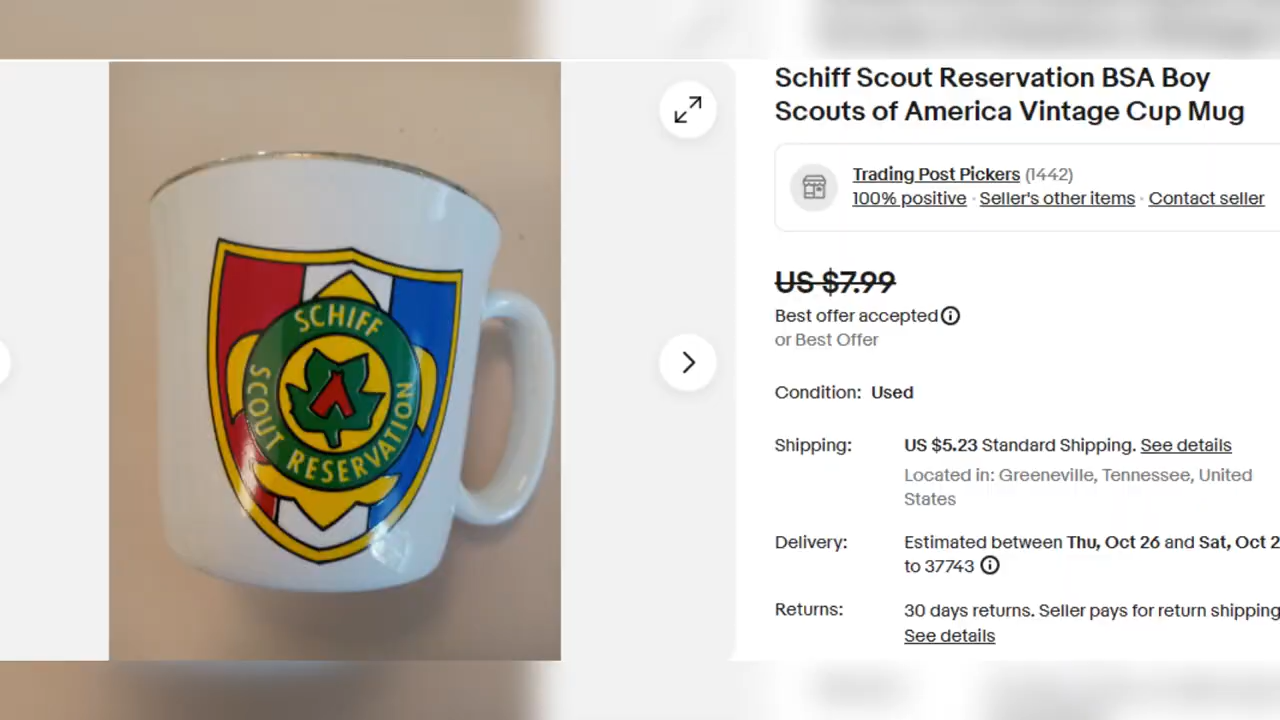 SCHIFF
SCOUT RESERVATION
Schiff Scout Reservation BSA Boy
Scouts of America Vintage Cup Mug
Trading Post Pickers (1442)
100% positive · Seller's other items · Contact seller
US $7.99
Best offer accepted
or Best Offer
Condition: Used
Shipping: US $5.23 Standard Shipping. See details
Located in: Greeneville, Tennessee, United
States
Delivery: Estimated between Thu, Oct 26 and Sat, Oct 2
to 37743
Returns: 30 days returns. Seller pays for return shipping
See details